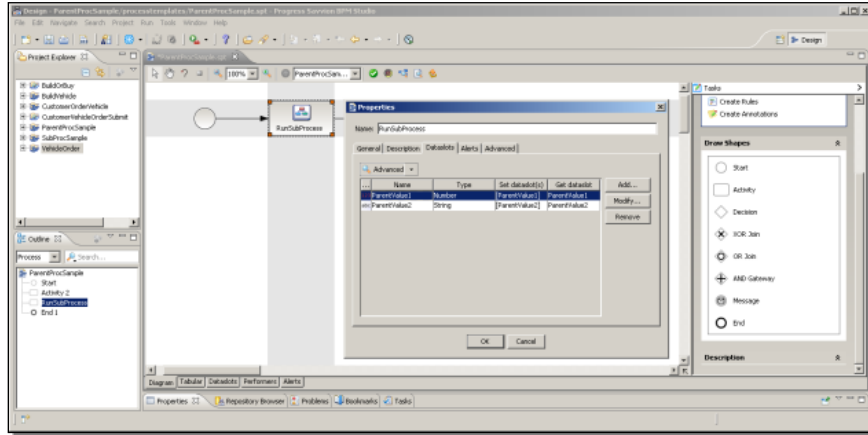 Design - ParentProcSample/processtemplates/ParentProcSample.spt - Progress Savvion BPM Studio
File Edit Navigate Search Project Run Tools Window Help
Design
Project Explorer
BuildOrBuy
BuildVehicle
CustomerOrderVehicle
CustomerVehicleOrderSubmit
ParentProcSample
SubProcSample
VehicleOrder
Outline
Process
Search...
ParentProcSample
Start
Activity 2
RunSubProcess
End 1
*ParentProcSample.spt
100%
ParentProcSam...
RunSubProcess
Properties
Name: RunSubProcess
General Description Dataslots Alerts Advanced
Advanced
... Name Type Set dataslot(s) Get dataslot
ParentValue1 Number [ParentValue1] ParentValue1
ParentValue2 String [ParentValue2] ParentValue2
Add...
Modify...
Remove
OK Cancel
Tasks
Create Rules
Create Annotations
Draw Shapes
Start
Activity
Decision
XOR Join
OR Join
AND Gateway
Message
End
Description
Diagram Tabular Dataslots Performers Alerts
Properties Repository Browser Problems Bookmarks Tasks